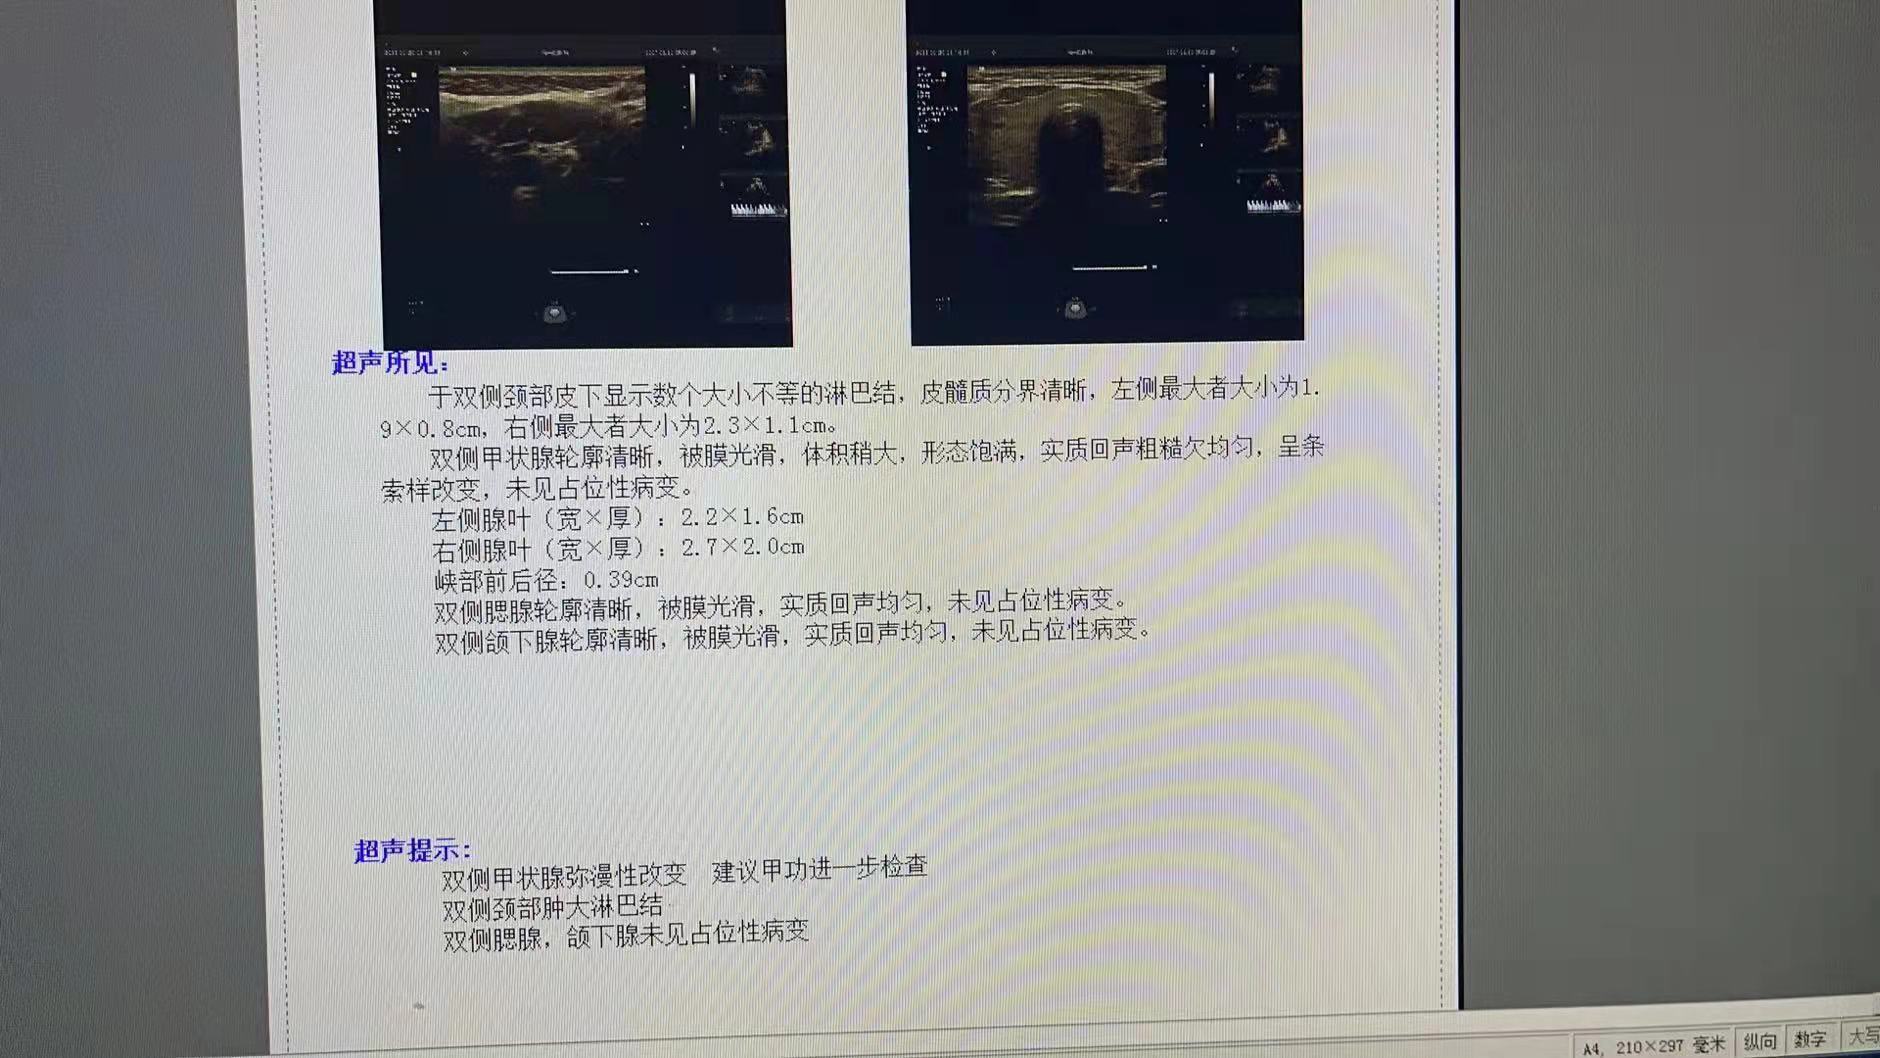 超声所见：
于双侧颈部皮下显示数个大小不等的淋巴结，皮髓质分界清晰，左侧最大者大小为1.
9×0.8cm，右侧最大者大小为2.3×1.1cm。
双侧甲状腺轮廓清晰，被膜光滑，体积稍大，形态饱满，实质回声粗糙欠均匀，呈条
索样改变，未见占位性病变。
左侧腺叶（宽×厚）：2.2×1.6cm
右侧腺叶（宽×厚）：2.7×2.0cm
峡部前后径：0.39cm
双侧腮腺轮廓清晰，被膜光滑，实质回声均匀，未见占位性病变。
双侧颌下腺轮廓清晰，被膜光滑，实质回声均匀，未见占位性病变。
超声提示：
双侧甲状腺弥漫性改变 建议甲功进一步检查
双侧颈部肿大淋巴结
双侧腮腺，颌下腺未见占位性病变
A4, 210×297 毫米 纵向 数字 大写